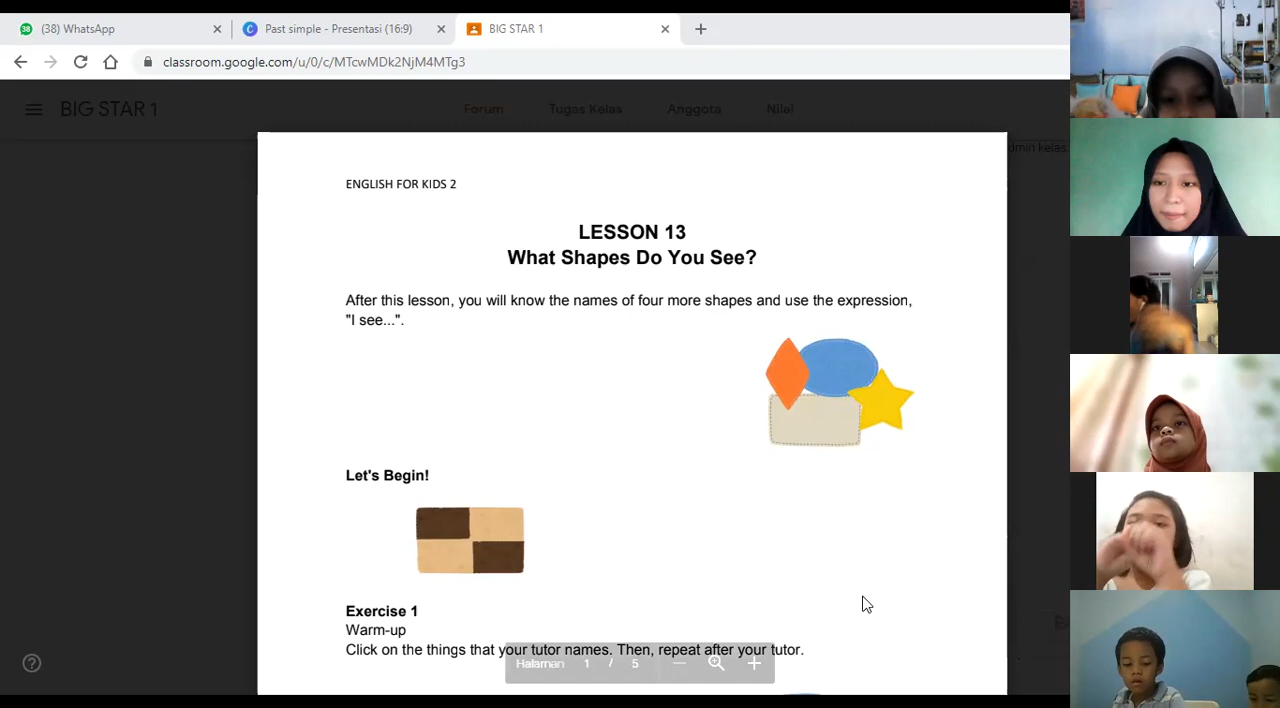 (38) WhatsApp
Past simple - Presentasi (16:9)
BIG STAR 1
classroom.google.com/u/0/c/MTcwMDk2NjM4MTg3
BIG STAR 1
Forum
Tugas Kelas
Anggota
Nilai
dmin kelas
ENGLISH FOR KIDS 2
LESSON 13
What Shapes Do You See?
After this lesson, you will know the names of four more shapes and use the expression,
"I see...".
Let's Begin!
Exercise 1
Warm-up
Click on the things that your tutor names. Then, repeat after your tutor.
Halaman 1 / 5